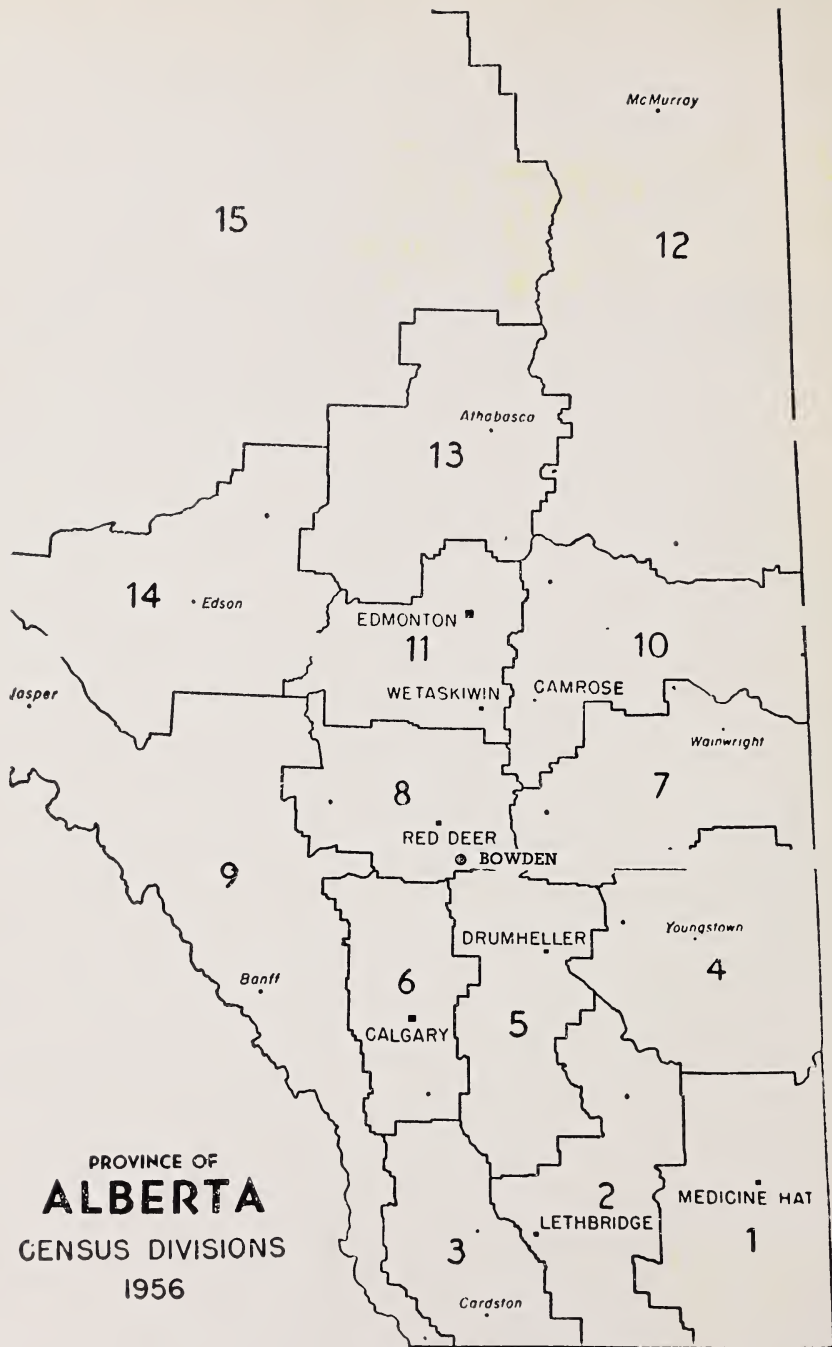 McMurray
15
12
Athabasca
13
14
Edson
EDMONTON
11
10
Jasper
WETASKIWIN
CAMROSE
Wainwright
8
7
RED DEER
BOWDEN
9
Youngstown
DRUMHELLER
4
Banff
6
5
CALGARY
PROVINCE OF
ALBERTA
CENSUS DIVISIONS
1956
MEDICINE HAT
2
LETHBRIDGE
3
1
Cardston